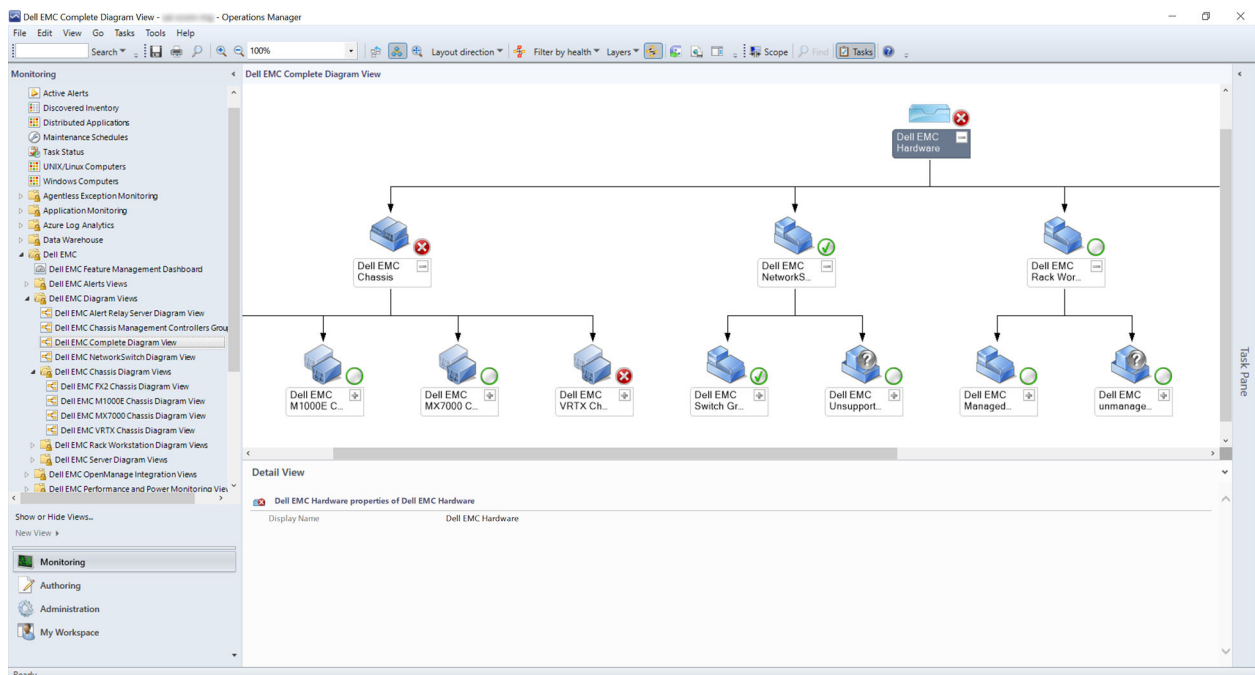 Dell EMC Complete Diagram View - - Operations Manager
File Edit View Go Tasks Tools Help
Search 100% Layout direction Filter by health Layers Scope Find Tasks
Monitoring
Active Alerts
Discovered Inventory
Distributed Applications
Maintenance Schedules
Task Status
UNIX/Linux Computers
Windows Computers
Agentless Exception Monitoring
Application Monitoring
Azure Log Analytics
Data Warehouse
Dell EMC
Dell EMC Feature Management Dashboard
Dell EMC Alerts Views
Dell EMC Diagram Views
Dell EMC Alert Relay Server Diagram View
Dell EMC Chassis Management Controllers Grou
Dell EMC Complete Diagram View
Dell EMC NetworkSwitch Diagram View
Dell EMC Chassis Diagram Views
Dell EMC FX2 Chassis Diagram View
Dell EMC M1000E Chassis Diagram View
Dell EMC MX7000 Chassis Diagram View
Dell EMC VRTX Chassis Diagram View
Dell EMC Rack Workstation Diagram Views
Dell EMC Server Diagram Views
Dell EMC OpenManage Integration Views
Dell EMC Performance and Power Monitoring Viev
Show or Hide Views...
New View
Monitoring
Authoring
Administration
My Workspace
Ready
Dell EMC Complete Diagram View
Dell EMC
Hardware
Dell EMC
Chassis
Dell EMC
NetworkS...
Dell EMC
Rack Wor...
Dell EMC
M1000E C...
Dell EMC
MX7000 C...
Dell EMC
VRTX Ch...
Dell EMC
Switch Gr...
Dell EMC
Unsupport...
Dell EMC
Managed...
Dell EMC
unmanage...
Detail View
Dell EMC Hardware properties of Dell EMC Hardware
Display Name Dell EMC Hardware
Task Pane